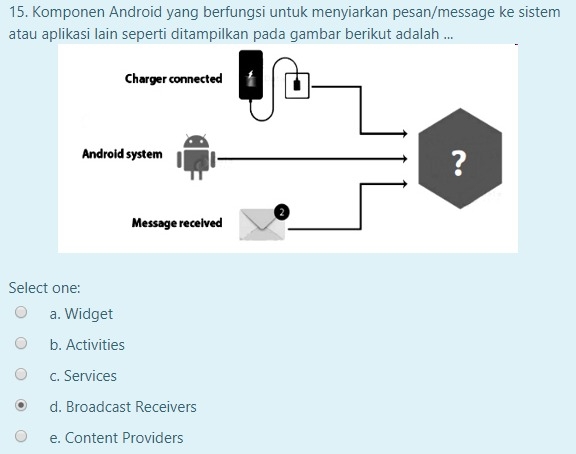 15. Komponen Android yang berfungsi untuk menyiarkan pesan/message ke sistem
atau aplikasi lain seperti ditampilkan pada gambar berikut adalah ...
Charger connected
Android system
?
2
Message received
Select one:
a. Widget
b. Activities
c. Services
d. Broadcast Receivers
e. Content Providers